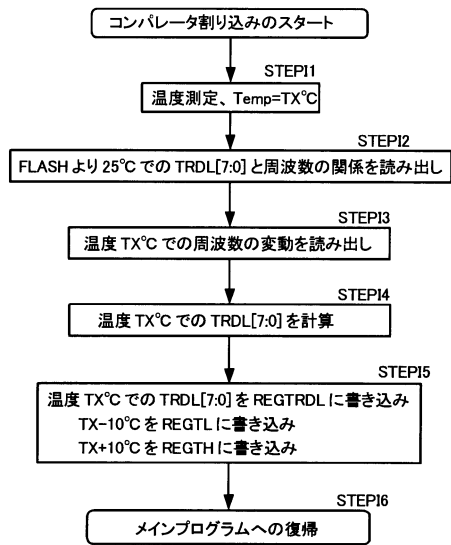 コンパレータ割り込みのスタート
STEPI1
温度測定、Temp=TX℃
STEPI2
FLASHより25℃でのTRDL[7:0]と周波数の関係を読み出し
STEPI3
温度TX℃での周波数の変動を読み出し
STEPI4
温度TX℃でのTRDL[7:0]を計算
STEPI5
温度TX℃でのTRDL[7:0]をREGTRDLに書き込み
TX-10℃をREGTLに書き込み
TX+10℃をREGTHに書き込み
STEPI6
メインプログラムへの復帰